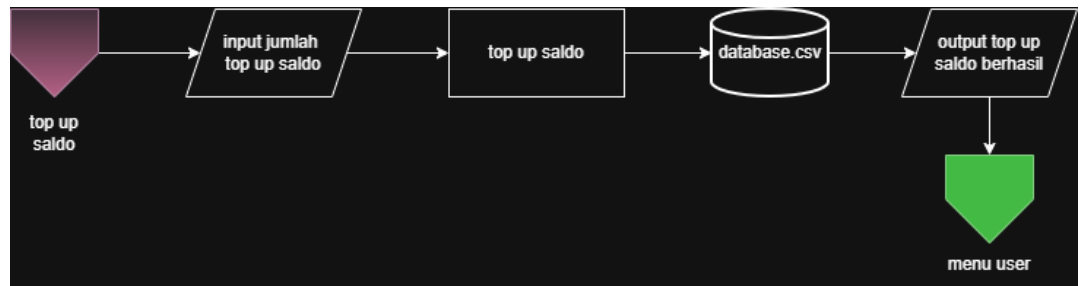 top up
saldo
input jumlah
top up saldo
top up saldo
database.csv
output top up
saldo berhasil
menu user